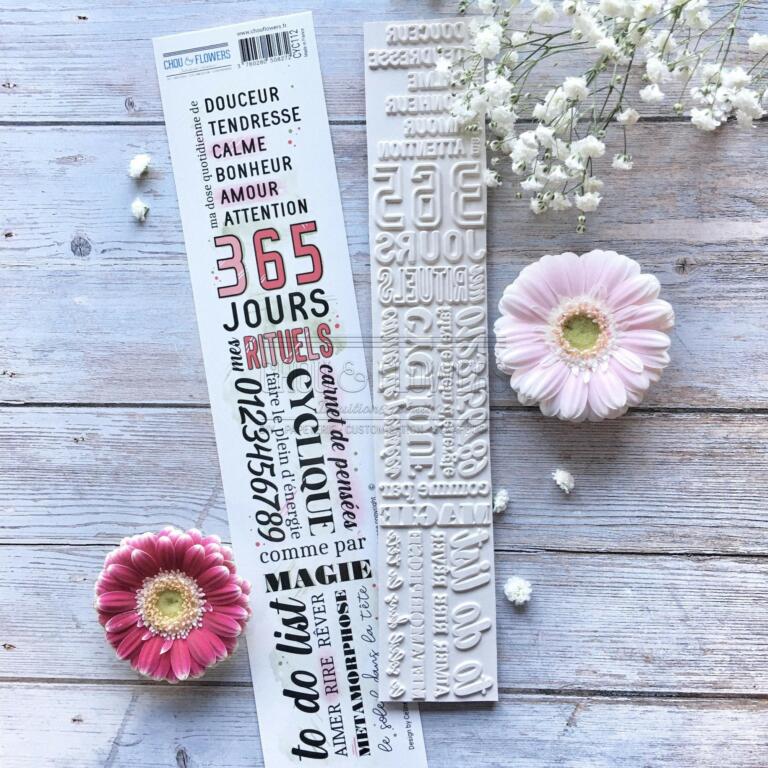 www.chouflowers.fr
CHOU & FLOWERS
CYC112
ma dose quotidienne de
DOUCEUR
TENDRESSE
CALME
BONHEUR
AMOUR
ATTENTION
365
JOURS
mes
RITUELS
0123456789
faire le plein d'énergie
CYCLIQUE
carnet de pensées
comme par
MAGIE
to do list
AIMER RIRE RÊVER
METAMORPHOSE
le soleil dans la tête